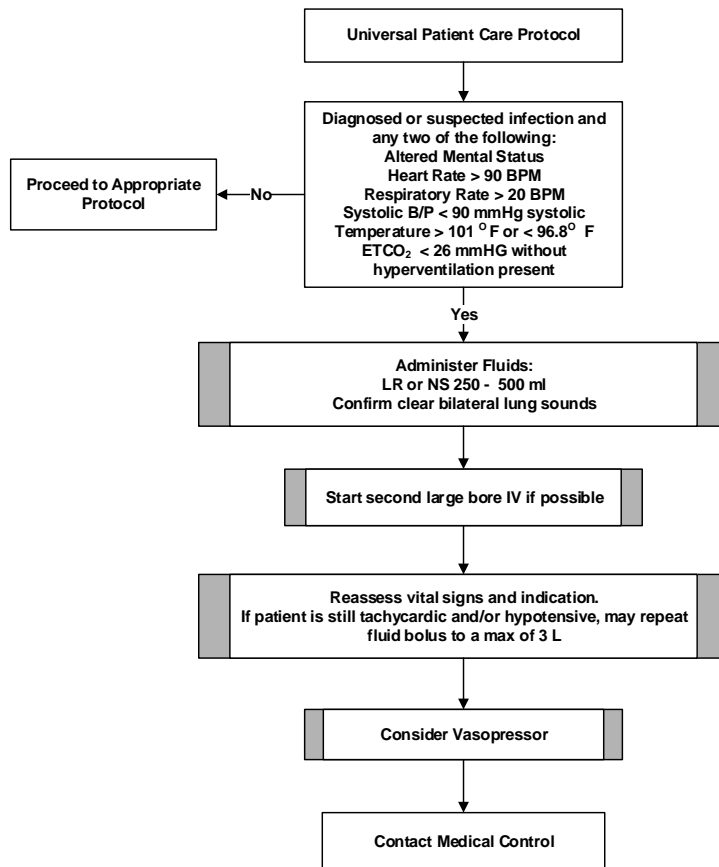 Universal Patient Care Protocol
Diagnosed or suspected infection and
any two of the following:
Altered Mental Status
Heart Rate > 90 BPM
Respiratory Rate > 20 BPM
Systolic B/P < 90 mmHg systolic
Temperature > 101 ᴼ F or < 96.8ᴼ F
ETCO₂ < 26 mmHG without
hyperventilation present
No
Proceed to Appropriate
Protocol
Yes
Administer Fluids:
LR or NS 250 - 500 ml
Confirm clear bilateral lung sounds
Start second large bore IV if possible
Reassess vital signs and indication.
If patient is still tachycardic and/or hypotensive, may repeat
fluid bolus to a max of 3 L
Consider Vasopressor
Contact Medical Control